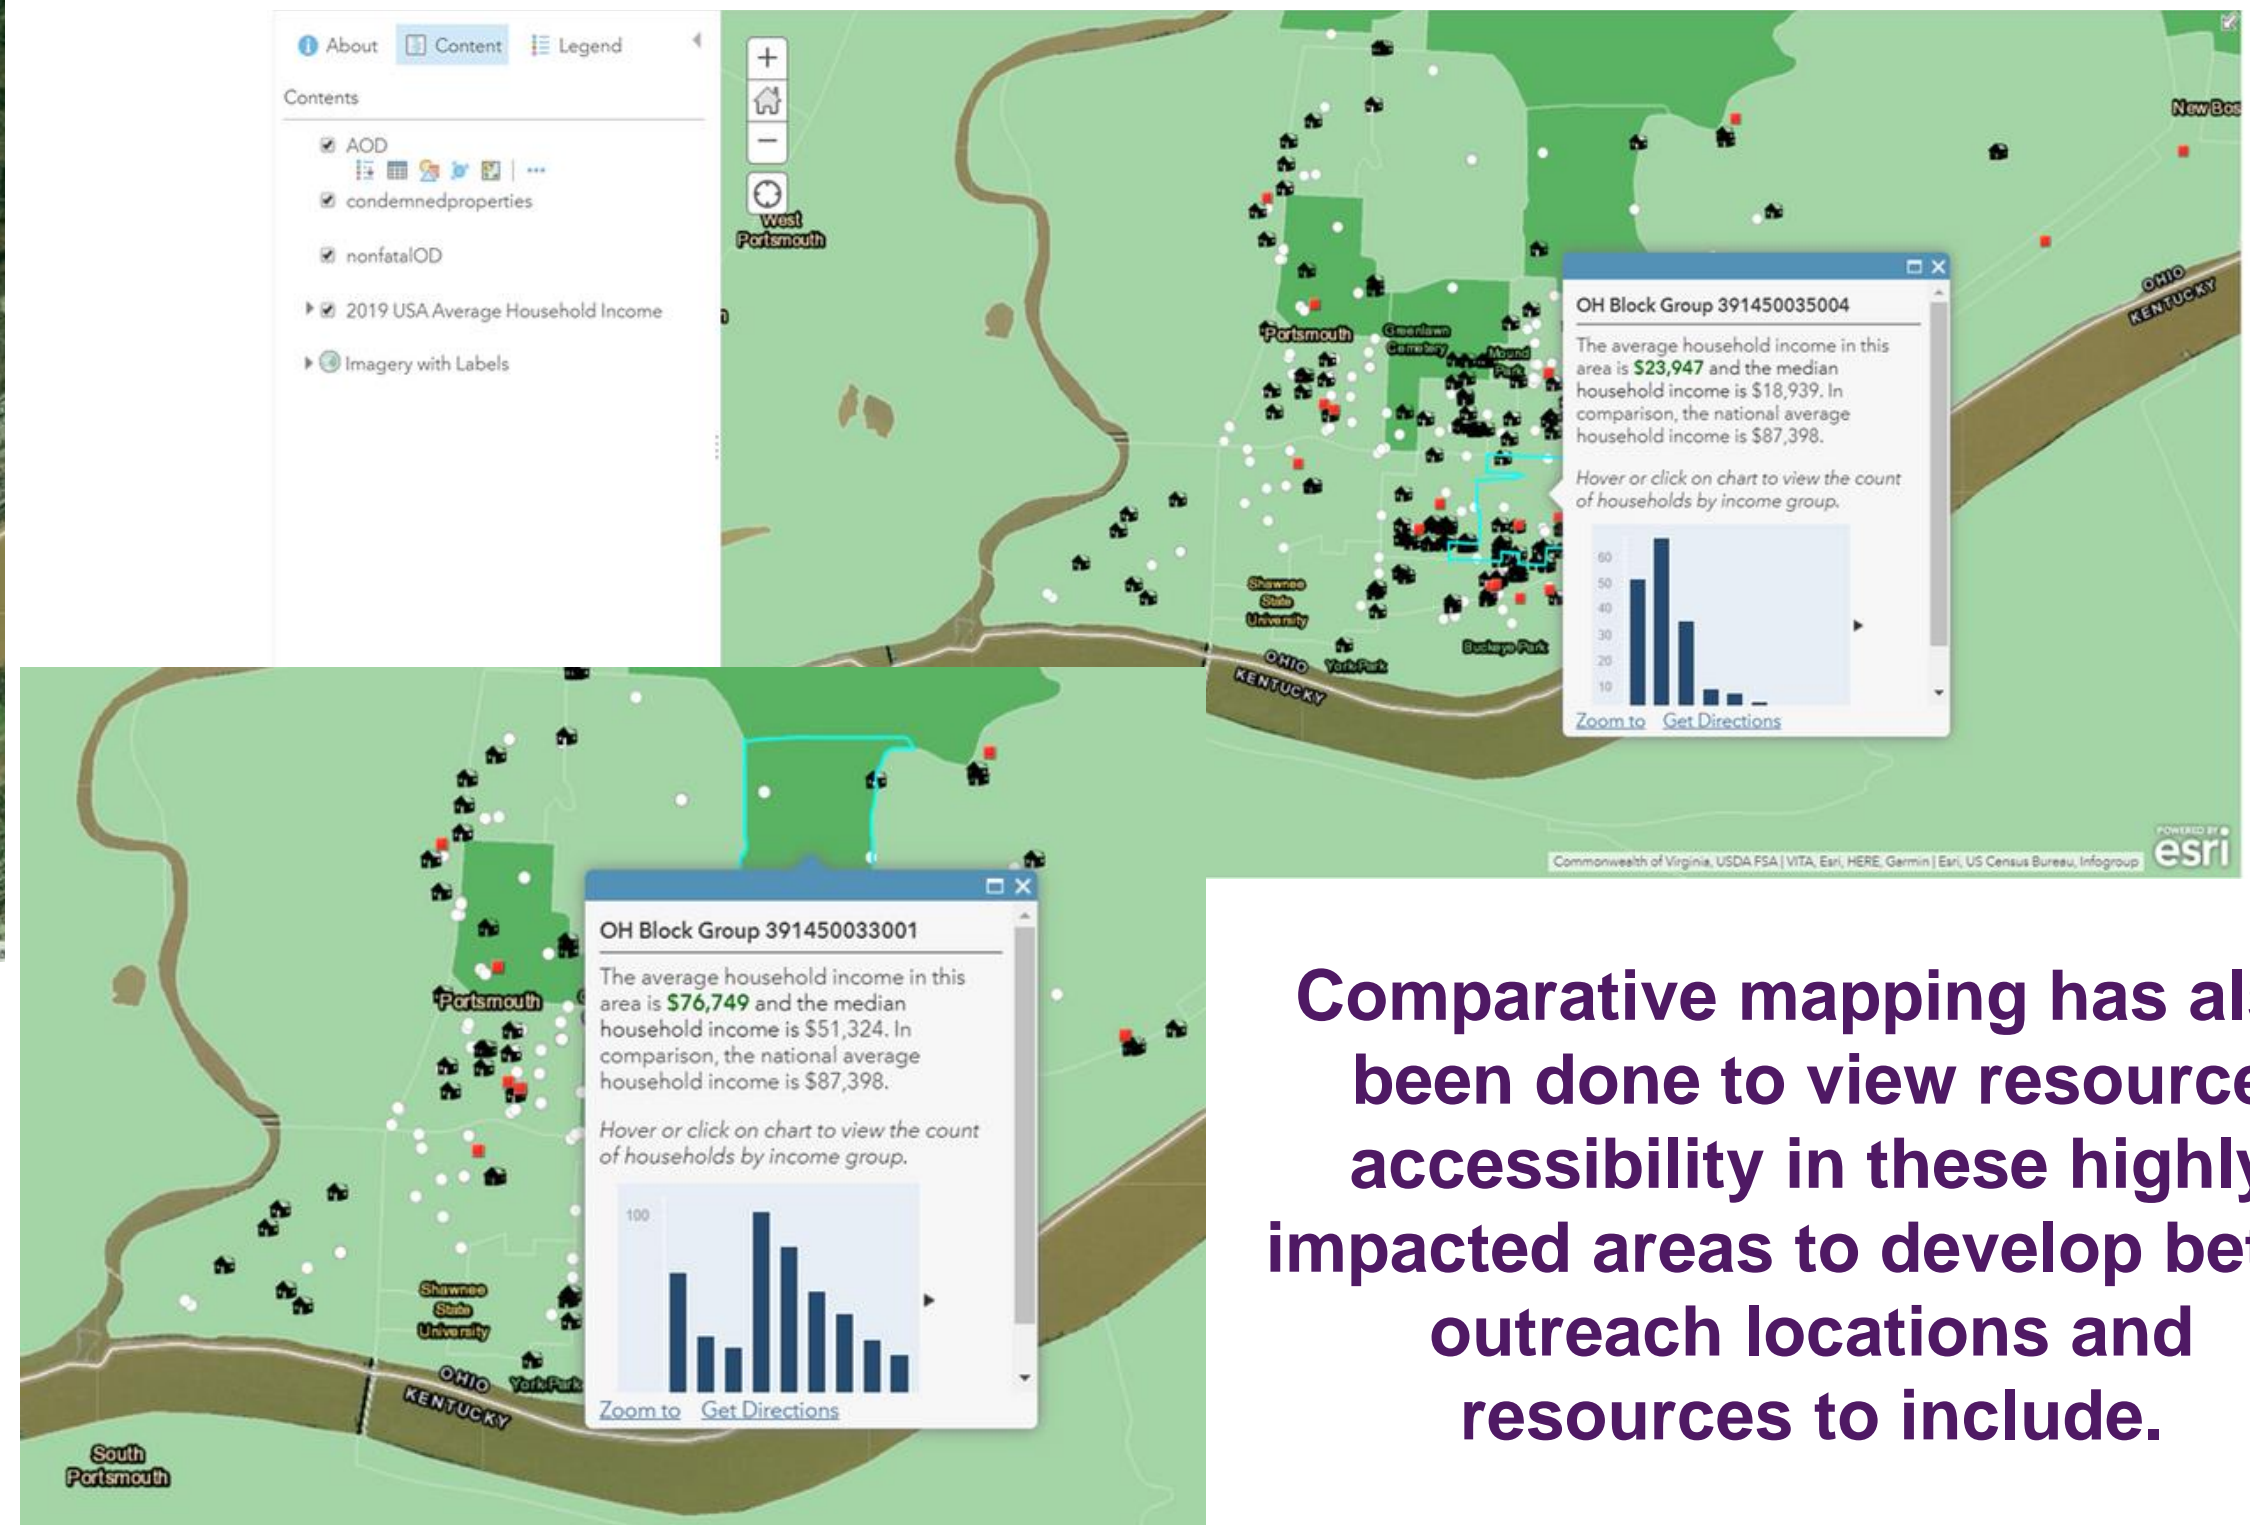 About
Content
Legend
Contents
AOD
condemnedproperties
nonfatalOD
2019 USA Average Household Income
Imagery with Labels
West
Portsmouth
New Bos
OHIO
KENTUCKY
Portsmouth
Greenlawn
Cemetery
Mound
Park
Shawnee
State
University
Buckeye Park
OHIO
York Park
KENTUCKY
OH Block Group 391450035004
The average household income in this
area is $23,947 and the median
household income is $18,939. In
comparison, the national average
household income is $87,398.
Hover or click on chart to view the count
of households by income group.
60
50
40
30
20
10
Zoom to Get Directions
POWERED BY
esri
Commonwealth of Virginia, USDA FSA | VITA, Esri, HERE, Garmin | Esri, US Census Bureau, Infogroup
Portsmouth
Shawnee
State
University
OHIO
York Park
KENTUCKY
South
Portsmouth
OH Block Group 391450033001
The average household income in this
area is $76,749 and the median
household income is $51,324. In
comparison, the national average
household income is $87,398.
Hover or click on chart to view the count
of households by income group.
100
Zoom to Get Directions
Comparative mapping has als
been done to view resource
accessibility in these highly
impacted areas to develop bet
outreach locations and
resources to include.